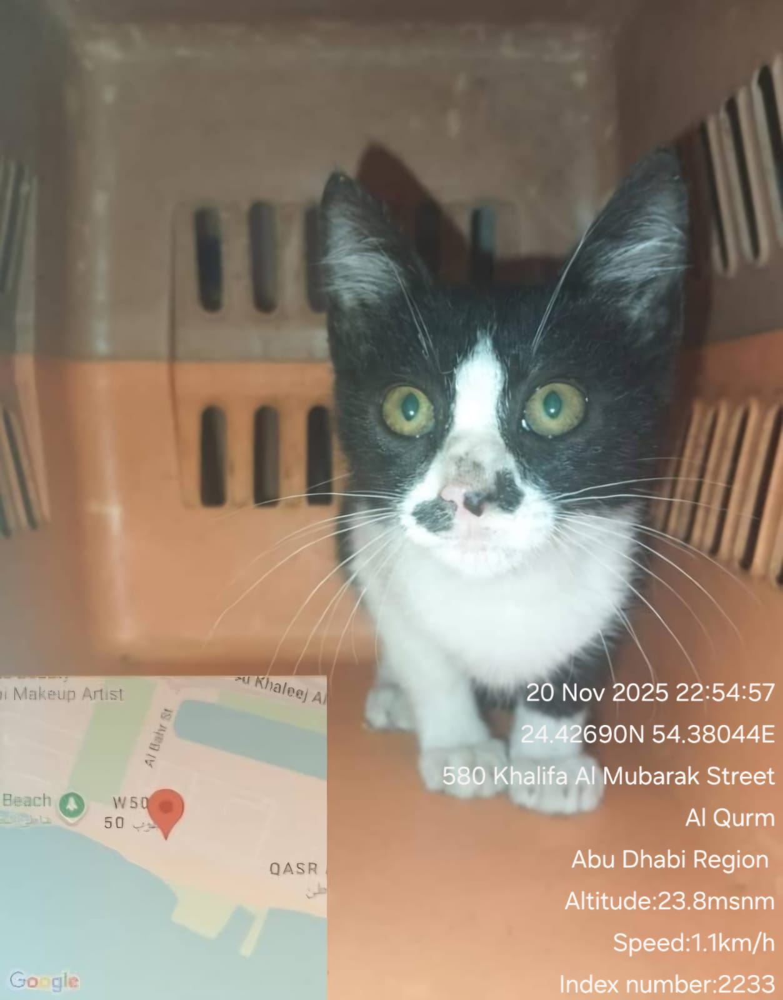 Makeup Artist
Khaleej Al
Al Bahr St
Beach
W50
50
QASR
Google
20 Nov 2025 22:54:57
24.42690N 54.38044E
580 Khalifa Al Mubarak Street
Al Qurm
Abu Dhabi Region
Altitude:23.8msnm
Speed:1.1km/h
Index number:2233